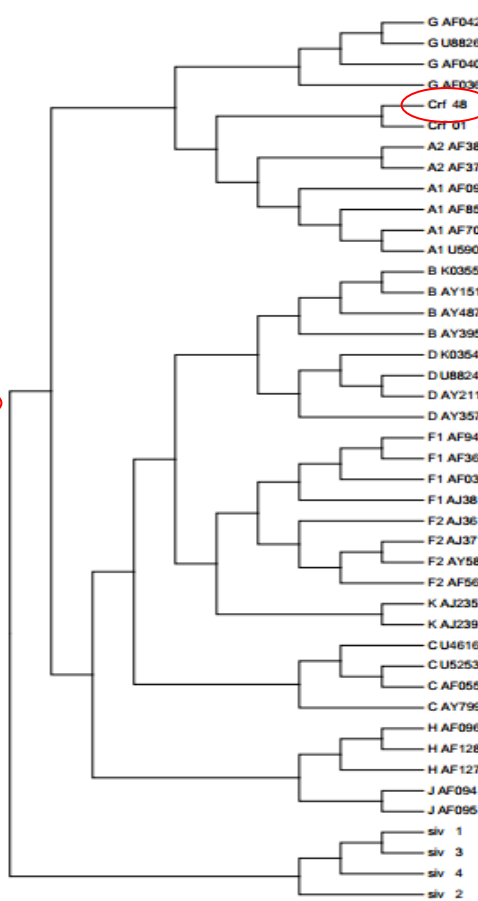 G AF042
G U8826
G AF040
G AF036
Crf 48
Crf 01
A2 AF38
A2 AF37
A1 AF09
A1 AF85
A1 AF70
A1 U590
B K0355
B AY151
B AY487
B AY395
D K0354
D U8824
D AY211
D AY357
F1 AF94
F1 AF36
F1 AF03
F1 AJ38
F2 AJ36
F2 AJ37
F2 AY58
F2 AF56
K AJ235
K AJ239
C U4616
C U5253
C AF055
C AY799
H AF096
H AF128
H AF127
J AF094
J AF095
siv 1
siv 3
siv 4
siv 2